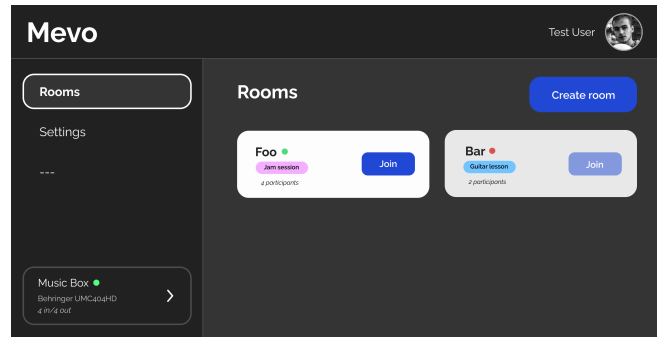 Mevo
Test User
Rooms
Settings
---
Music Box
Behringer UMC404HD
4 in/4 out
Rooms
Create room
Foo
Jam session
4 participants
Join
Bar
Guitar lesson
2 participants
Join